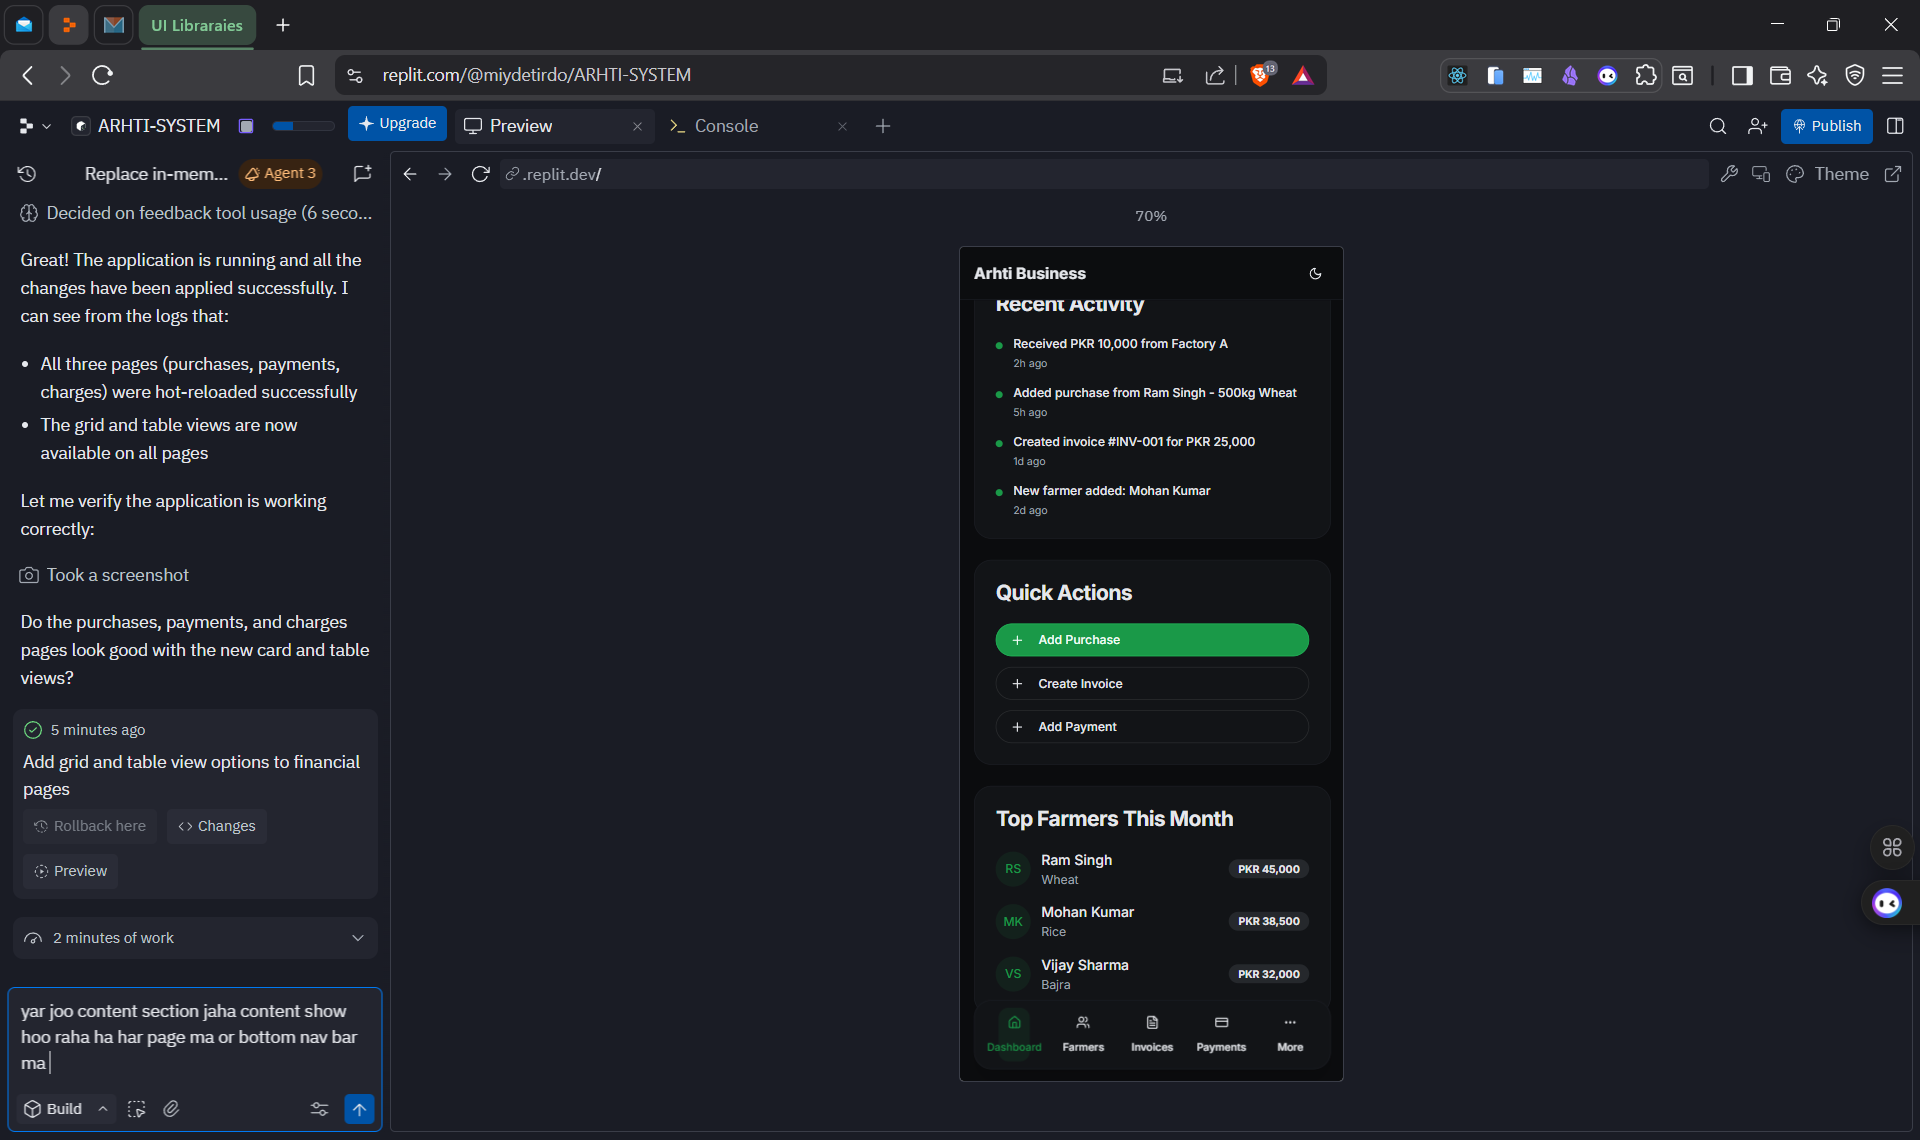 UI Libraraies
replit.com/@miydetirdo/ARHTI-SYSTEM
13
ARHTI-SYSTEM
Upgrade
Preview
Console
Publish
Replace in-mem...
Agent 3
.replit.dev/
Theme
Decided on feedback tool usage (6 seco...
Great! The application is running and all the
changes have been applied successfully. I
can see from the logs that:
• All three pages (purchases, payments,
charges) were hot-reloaded successfully
• The grid and table views are now
available on all pages
Let me verify the application is working
correctly:
Took a screenshot
Do the purchases, payments, and charges
pages look good with the new card and table
views?
5 minutes ago
Add grid and table view options to financial
pages
Rollback here
Changes
Preview
2 minutes of work
yar joo content section jaha content show
hoo raha ha har page ma or bottom nav bar
ma
Build
70%
Arhti Business
Recent Activity
Received PKR 10,000 from Factory A
2h ago
Added purchase from Ram Singh - 500kg Wheat
5h ago
Created invoice #INV-001 for PKR 25,000
1d ago
New farmer added: Mohan Kumar
2d ago
Quick Actions
+ Add Purchase
+ Create Invoice
+ Add Payment
Top Farmers This Month
RS
Ram Singh
Wheat
PKR 45,000
MK
Mohan Kumar
Rice
PKR 38,500
VS
Vijay Sharma
Bajra
PKR 32,000
Dashboard
Farmers
Invoices
Payments
More